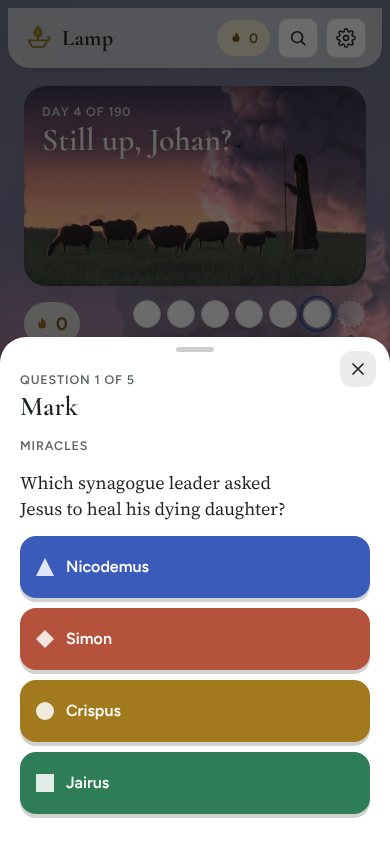 Lamp
0
DAY 4 OF 190
Still up, Johan?
0
QUESTION 1 OF 5
Mark
MIRACLES
Which synagogue leader asked
Jesus to heal his dying daughter?
Nicodemus
Simon
Crispus
Jairus